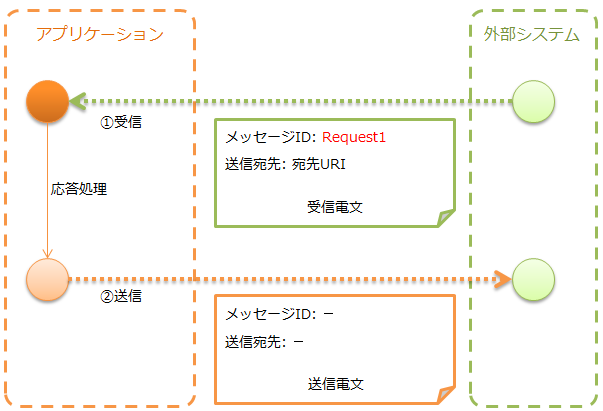 アプリケーション
外部システム
①受信
メッセージID: Request1
送信宛先: 宛先URI
受信電文
応答処理
②送信
メッセージID: －
送信宛先: －
送信電文